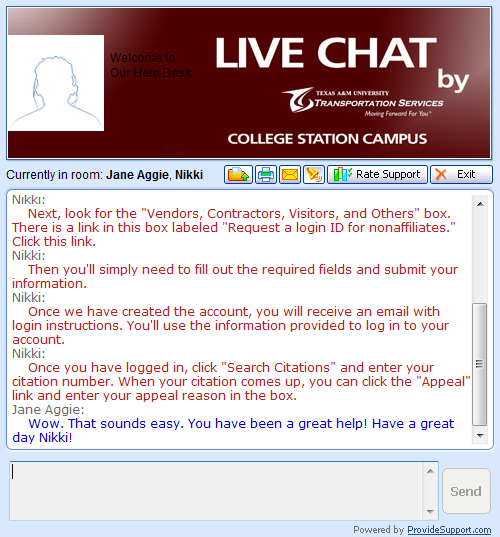 Welcome to
Our Help Desk
LIVE CHAT
by
TEXAS A&M UNIVERSITY
TRANSPORTATION SERVICES
Moving Forward For You®
COLLEGE STATION CAMPUS
Currently in room: Jane Aggie, Nikki
Rate Support
Exit
Nikki:
Next, look for the "Vendors, Contractors, Visitors, and Others" box.
There is a link in this box labeled "Request a login ID for nonaffiliates."
Click this link.
Nikki:
Then you'll simply need to fill out the required fields and submit your
information.
Nikki:
Once we have created the account, you will receive an email with
login instructions. You'll use the information provided to log in to your
account.
Nikki:
Once you have logged in, click "Search Citations" and enter your
citation number. When your citation comes up, you can click the "Appeal"
link and enter your appeal reason in the box.
Jane Aggie:
Wow. That sounds easy. You have been a great help! Have a great
day Nikki!
Send
Powered by ProvideSupport.com